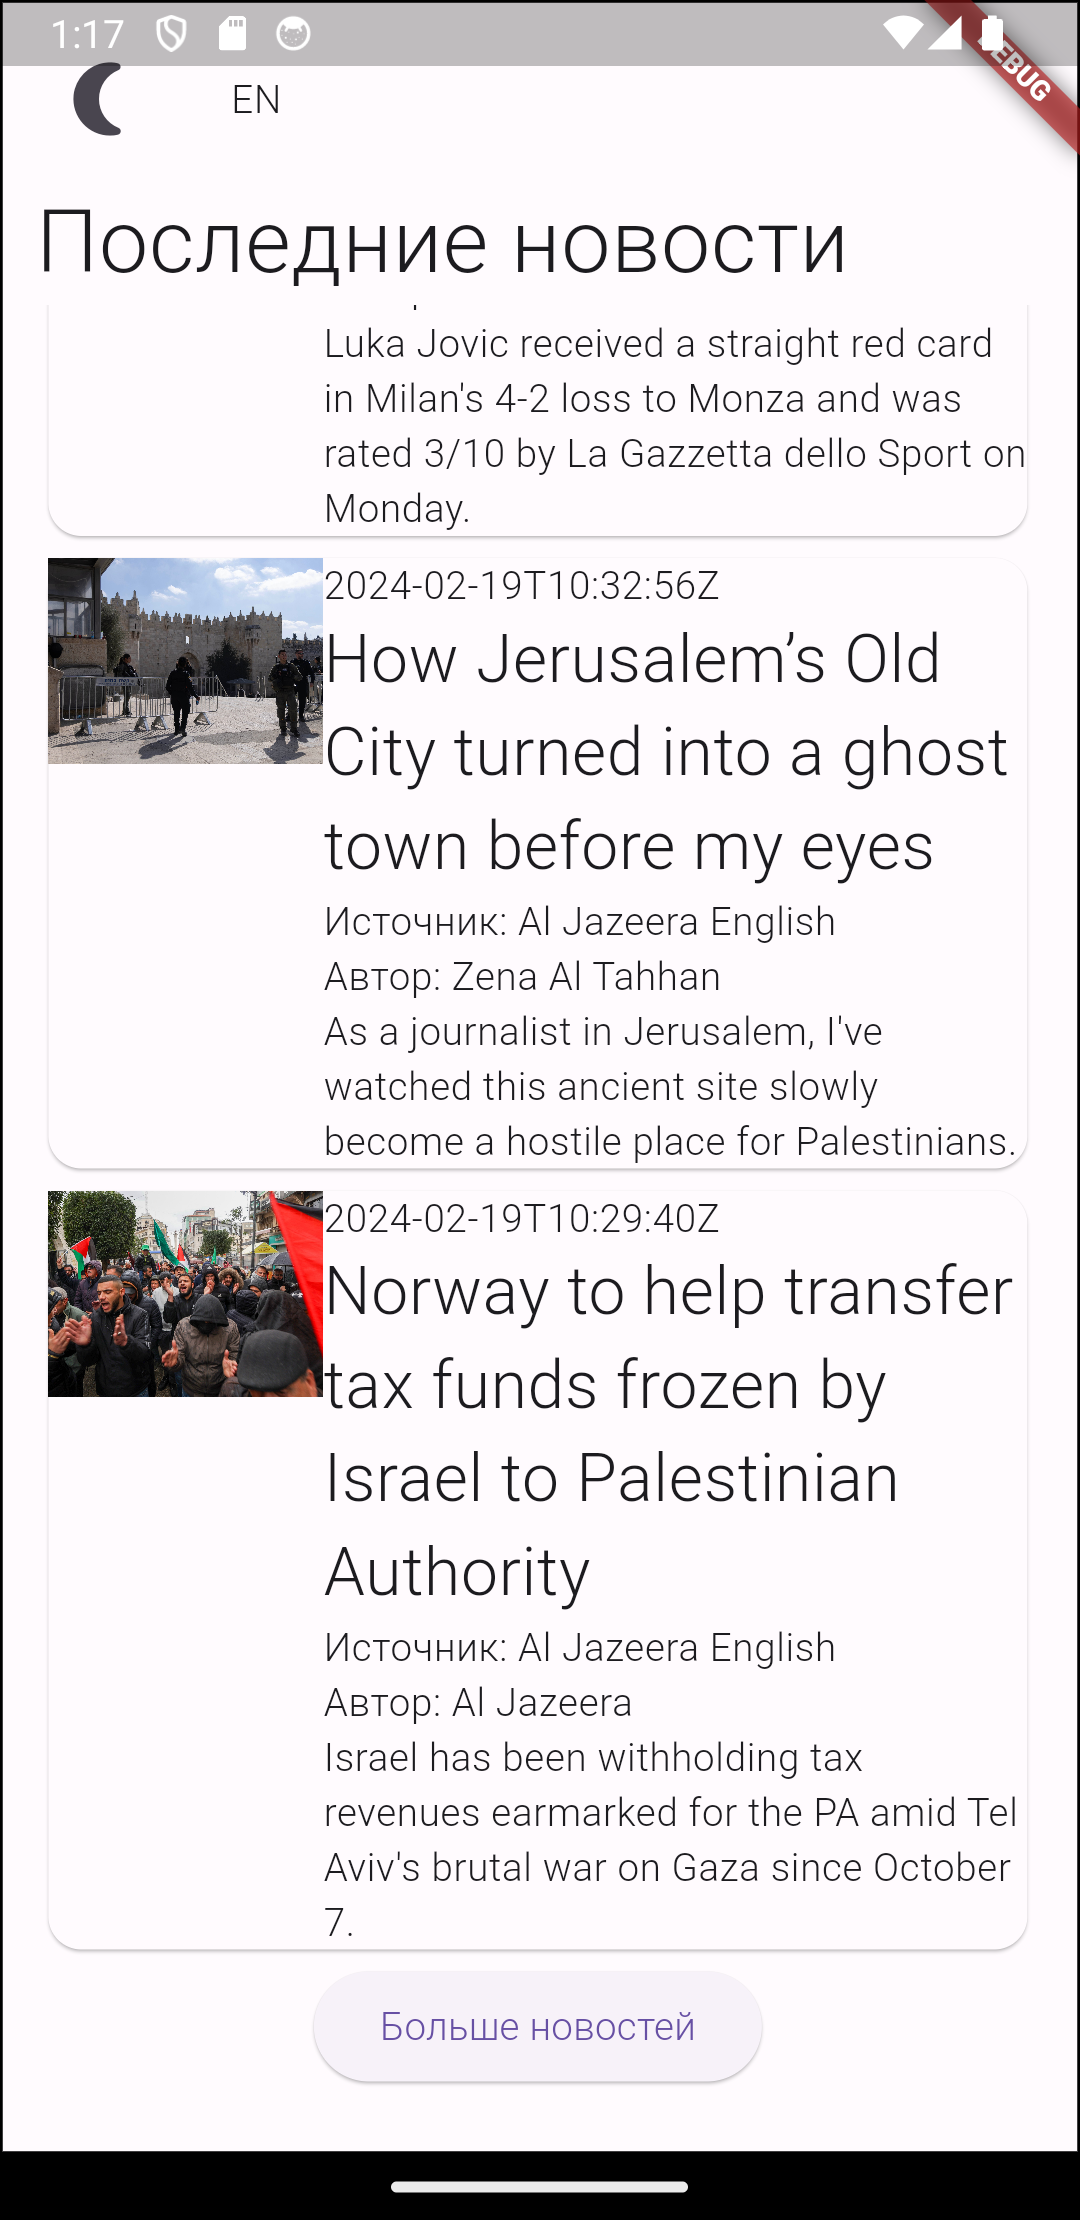 1:17
DEBUG
EN
Последние новости
Luka Jovic received a straight red card
in Milan's 4-2 loss to Monza and was
rated 3/10 by La Gazzetta dello Sport on
Monday.
2024-02-19T10:32:56Z
How Jerusalem’s Old
City turned into a ghost
town before my eyes
Источник: Al Jazeera English
Автор: Zena Al Tahhan
As a journalist in Jerusalem, I've
watched this ancient site slowly
become a hostile place for Palestinians.
2024-02-19T10:29:40Z
Norway to help transfer
tax funds frozen by
Israel to Palestinian
Authority
Источник: Al Jazeera English
Автор: Al Jazeera
Israel has been withholding tax
revenues earmarked for the PA amid Tel
Aviv's brutal war on Gaza since October
7.
Больше новостей